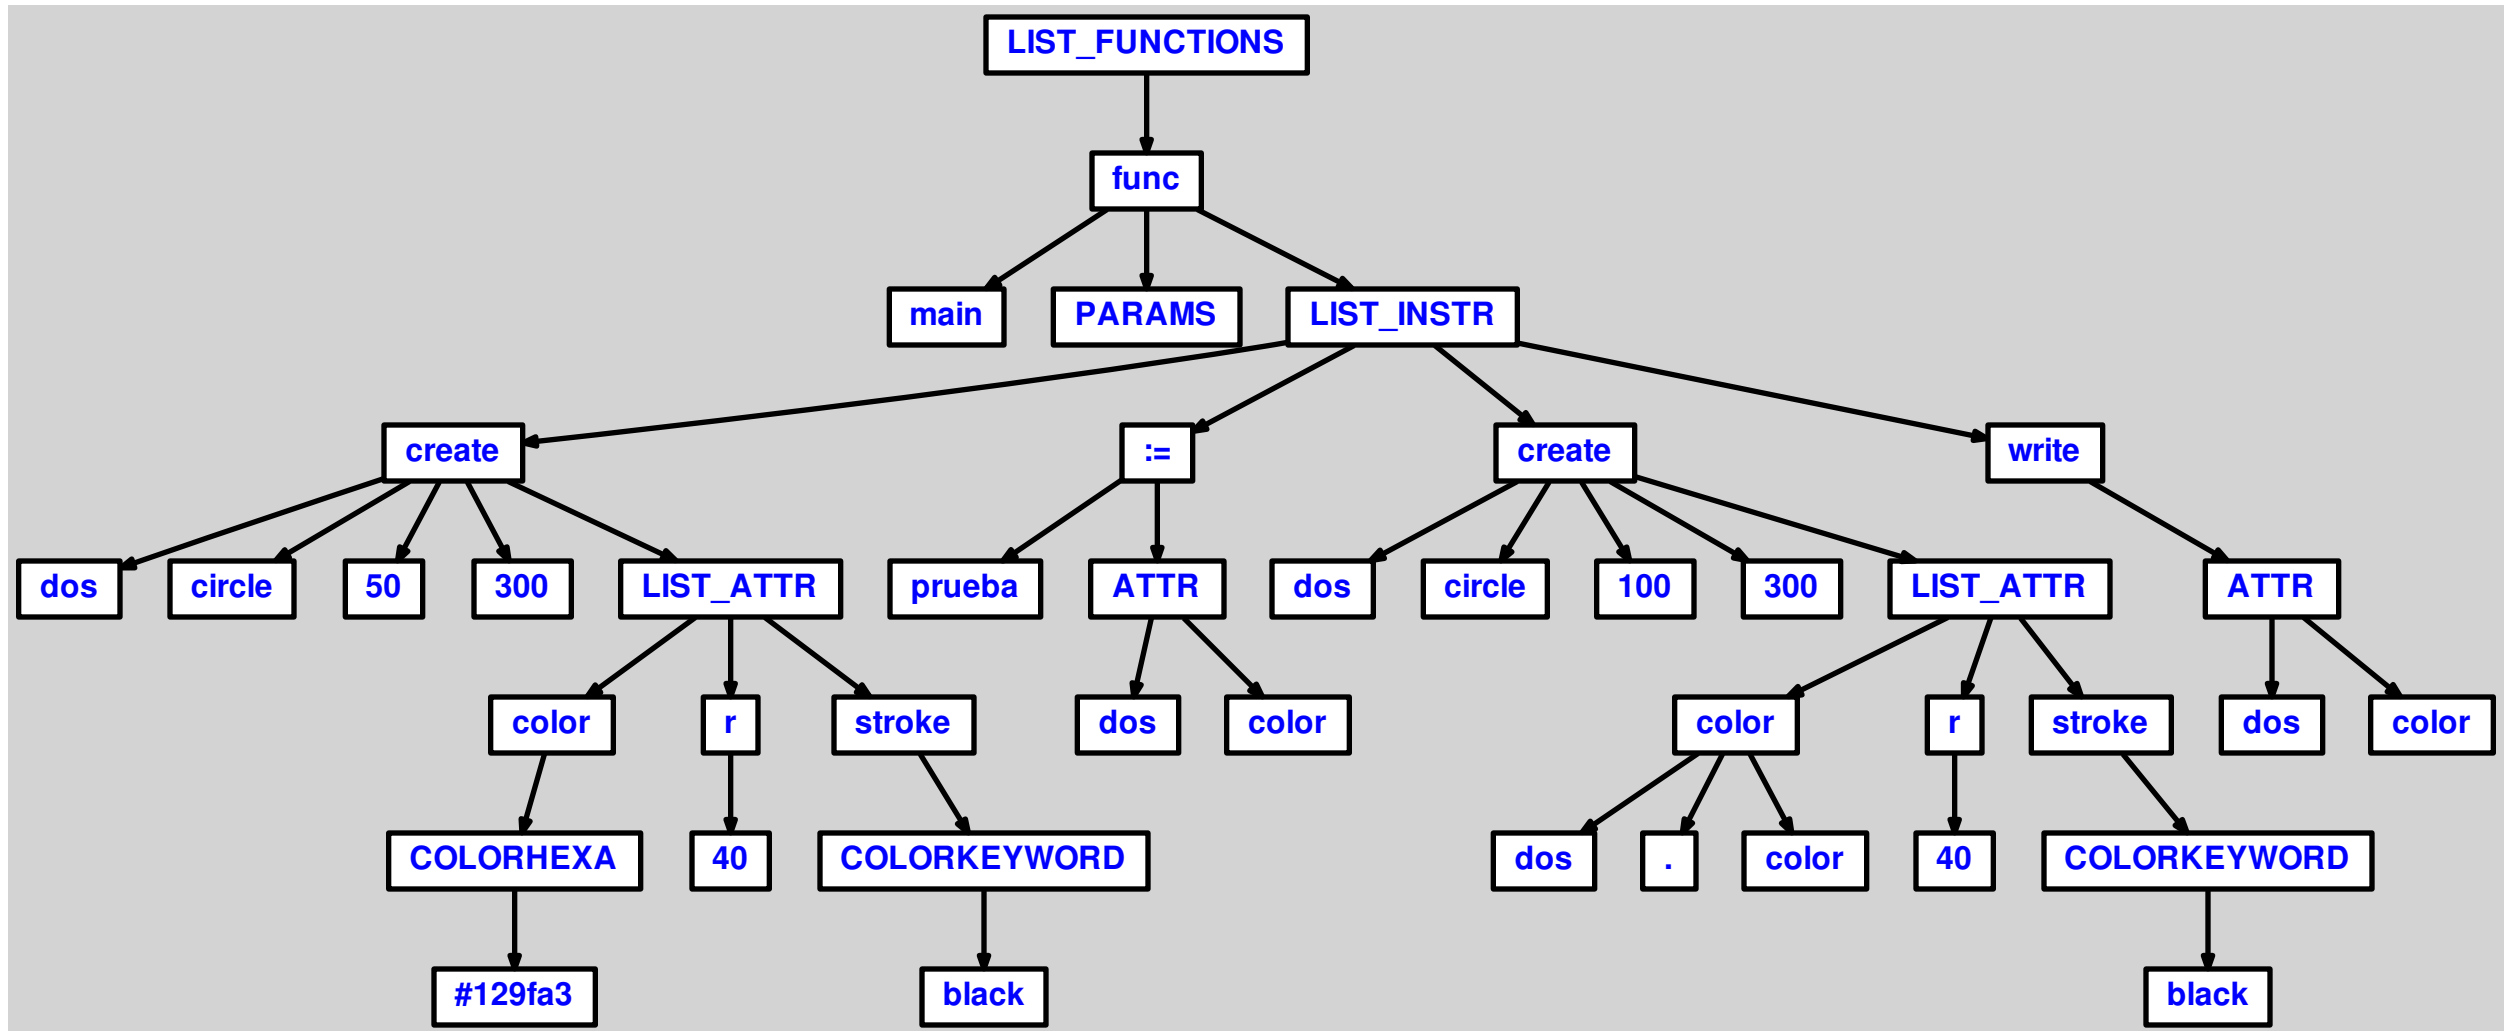 LIST_FUNCTIONS
func
main PARAMS LIST_INSTR
create := create write
dos circle 50 300 LIST_ATTR prueba ATTR dos circle 100 300 LIST_ATTR ATTR
color r stroke dos color color r stroke dos color
COLORHEXA 40 COLORKEYWORD dos . color 40 COLORKEYWORD
#129fa3 black black